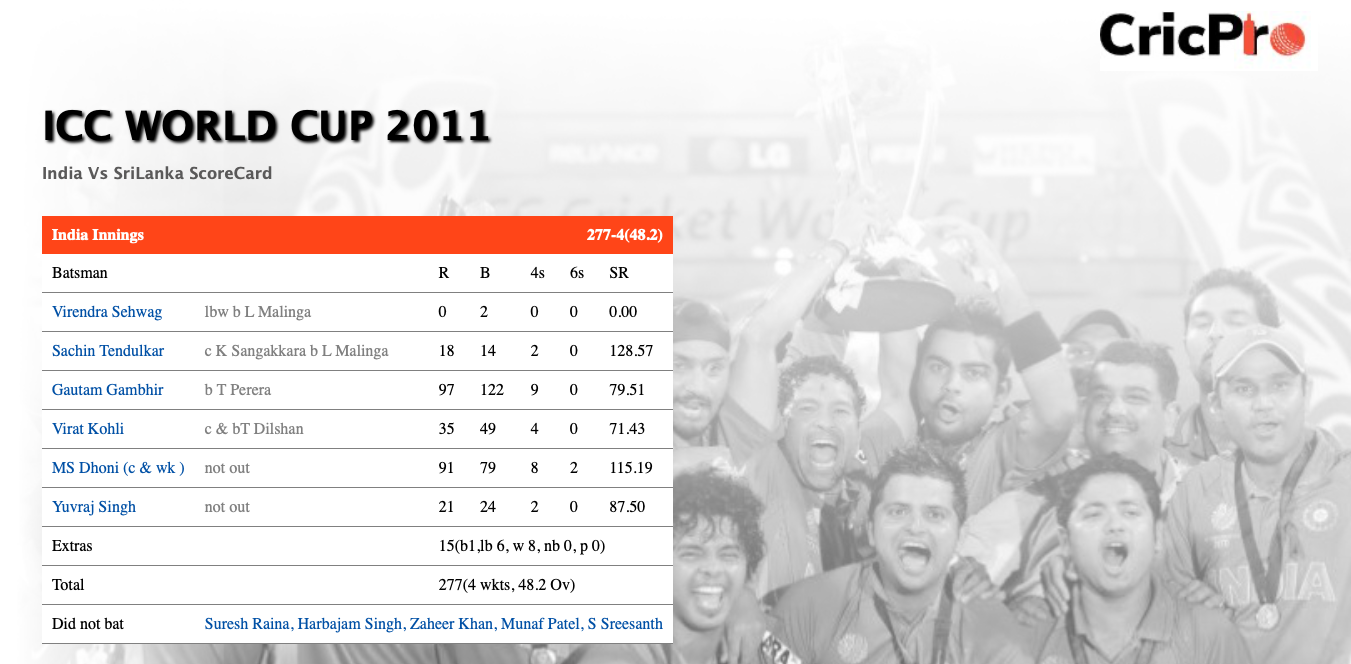 CricPro
ICC WORLD CUP 2011
India Vs SriLanka ScoreCard
India Innings 277-4(48.2)
Batsman R B 4s 6s SR
Virendra Sehwag lbw b L Malinga 0 2 0 0 0.00
Sachin Tendulkar c K Sangakkara b L Malinga 18 14 2 0 128.57
Gautam Gambhir b T Perera 97 122 9 0 79.51
Virat Kohli c & bT Dilshan 35 49 4 0 71.43
MS Dhoni (c & wk ) not out 91 79 8 2 115.19
Yuvraj Singh not out 21 24 2 0 87.50
Extras 15(b1,lb 6, w 8, nb 0, p 0)
Total 277(4 wkts, 48.2 Ov)
Did not bat Suresh Raina, Harbajam Singh, Zaheer Khan, Munaf Patel, S Sreesanth
RELIANCE LG
Cup
INDIA